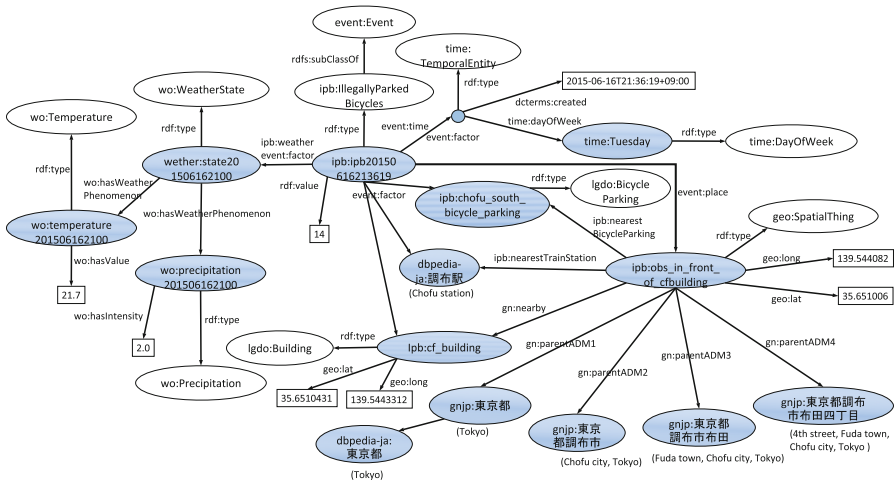 event:Event
time:
TemporalEntity
rdfs:subClassOf
rdf:type
2015-06-16T21:36:19+09:00
wo:WeatherState
ipb:IllegallyParked
Bicycles
dcterms:created
wo:Temperature
event:time
time:dayOfWeek
rdf:type
rdf:type
ipb:weather
event:factor
event:factor
time:Tuesday
rdf:type
time:DayOfWeek
rdf:type
wether:state20
1506162100
ipb:ipb20150
616213619
wo:hasWeather
Phenomenon
rdf:value
event:factor
rdf:type
lgdo:Bicycle
Parking
event:place
ipb:chofu_south_
bicycle_parking
wo:temperature
201506162100
wo:hasWeatherPhenomenon
14
ipb:nearest
BicycleParking
geo:SpatialThing
rdf:type
wo:hasValue
dbpedia-
ja:調布駅
(Chofu station)
ipb:nearestTrainStation
ipb:obs_in_front_
of_cfbuilding
geo:long
139.544082
wo:precipitation
201506162100
geo:lat
35.651006
21.7
wo:hasIntensity
rdf:type
gn:nearby
2.0
lgdo:Building
rdf:type
Ipb:cf_building
gn:parentADM1
gn:parentADM3
gn:parentADM4
wo:Precipitation
geo:lat
geo:long
gn:parentADM2
35.6510431
139.5443312
gnjp:東京都
(Tokyo)
gnjp:東京都調布
市布田四丁目
(4th street, Fuda town,
Chofu city, Tokyo )
dbpedia-ja:
東京都
(Tokyo)
gnjp:東京
都調布市
(Chofu city, Tokyo)
gnjp:東京都
調布市布田
(Fuda town, Chofu city, Tokyo)